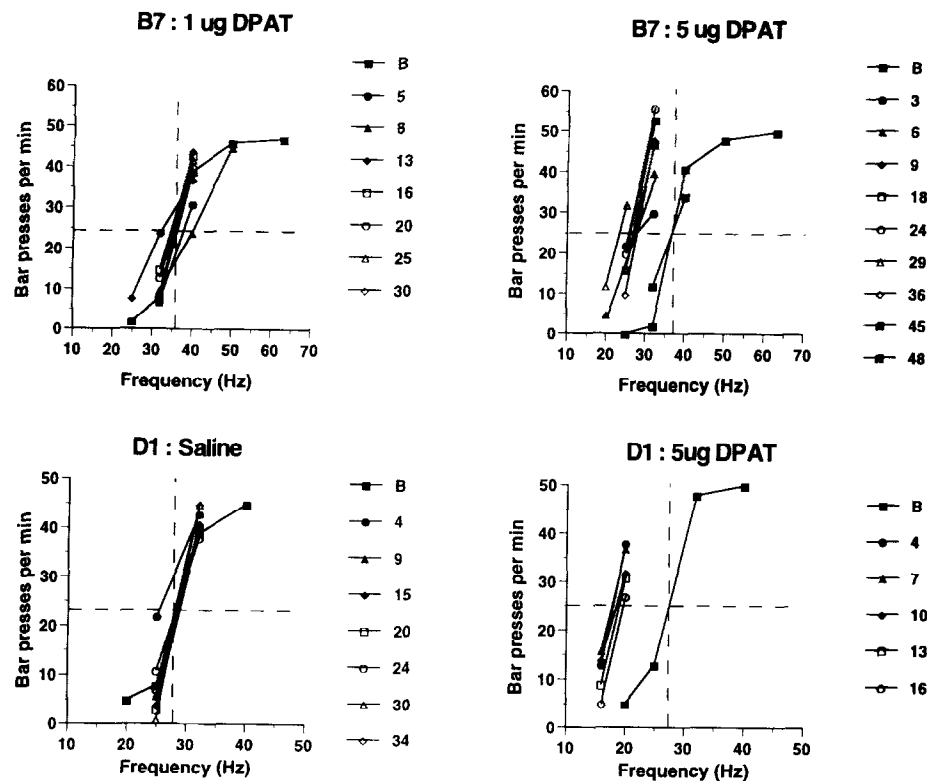 B7 : 1 ug DPAT
Bar presses per min
60
50
40
30
20
10
0
10 20 30 40 50 60 70
Frequency (Hz)
B
5
8
13
16
20
25
30
B7 : 5 ug DPAT
Bar presses per min
60
50
40
30
20
10
0
10 20 30 40 50 60 70
Frequency (Hz)
B
3
6
9
18
24
29
36
45
48
D1 : Saline
Bar presses per min
50
40
30
20
10
0
10 20 30 40 50
Frequency (Hz)
B
4
9
15
20
24
30
34
D1 : 5ug DPAT
Bar presses per min
50
40
30
20
10
0
10 20 30 40 50
Frequency (Hz)
B
4
7
10
13
16